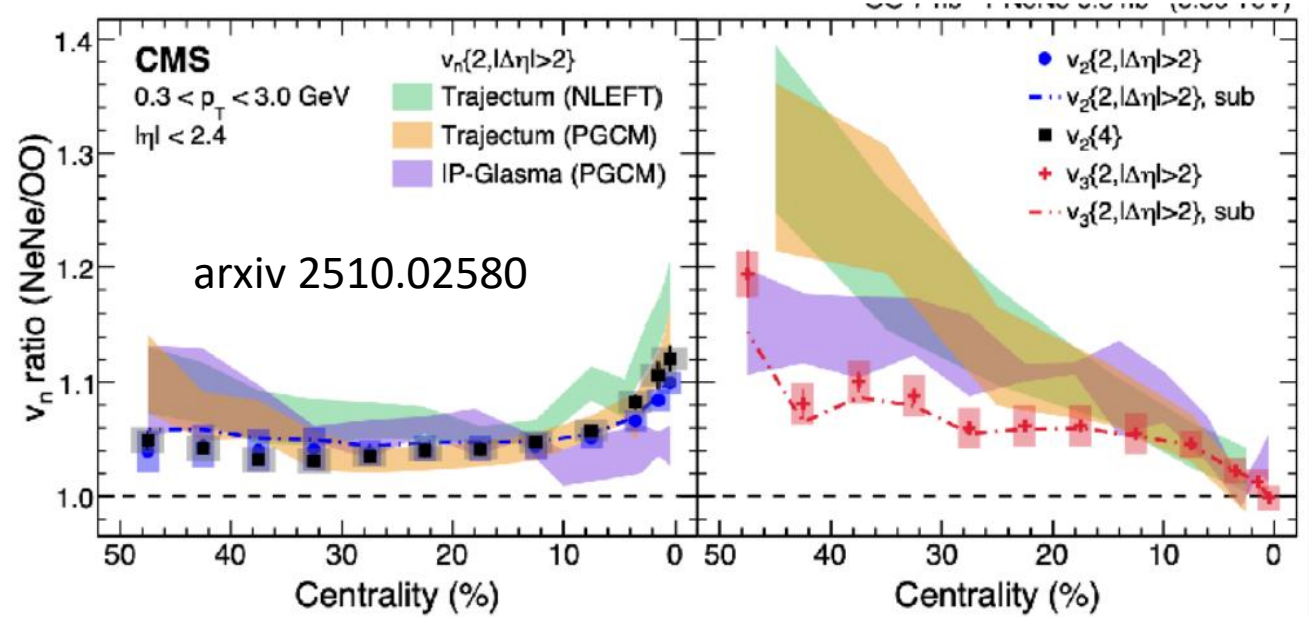 CMS
0.3 < p_T < 3.0 GeV
|η| < 2.4
v_n{2,|Δη|>2}
Trajectum (NLEFT)
Trajectum (PGCM)
IP-Glasma (PGCM)
arxiv 2510.02580
v_2{2,|Δη|>2}
v_2{2,|Δη|>2}, sub
v_2{4}
v_3{2,|Δη|>2}
v_3{2,|Δη|>2}, sub
v_n ratio (NeNe/OO)
1.4
1.3
1.2
1.1
1.0
50 40 30 20 10 0
50 40 30 20 10 0
Centrality (%)
Centrality (%)